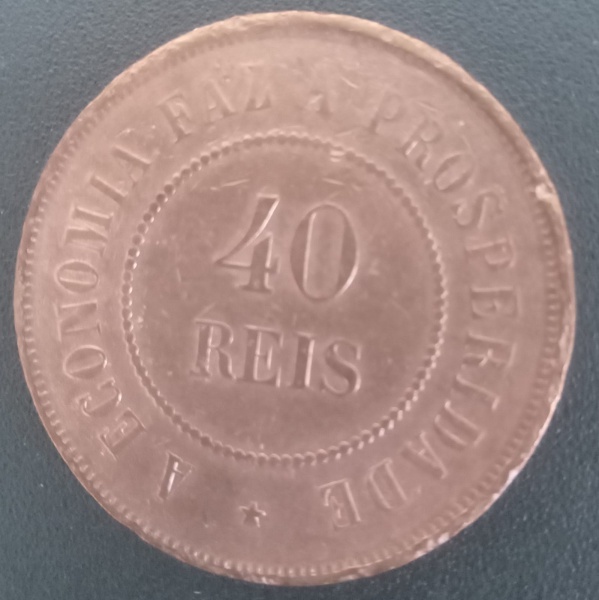 A ECONOMIA FAZ A PROSPERIDADE
40
REIS